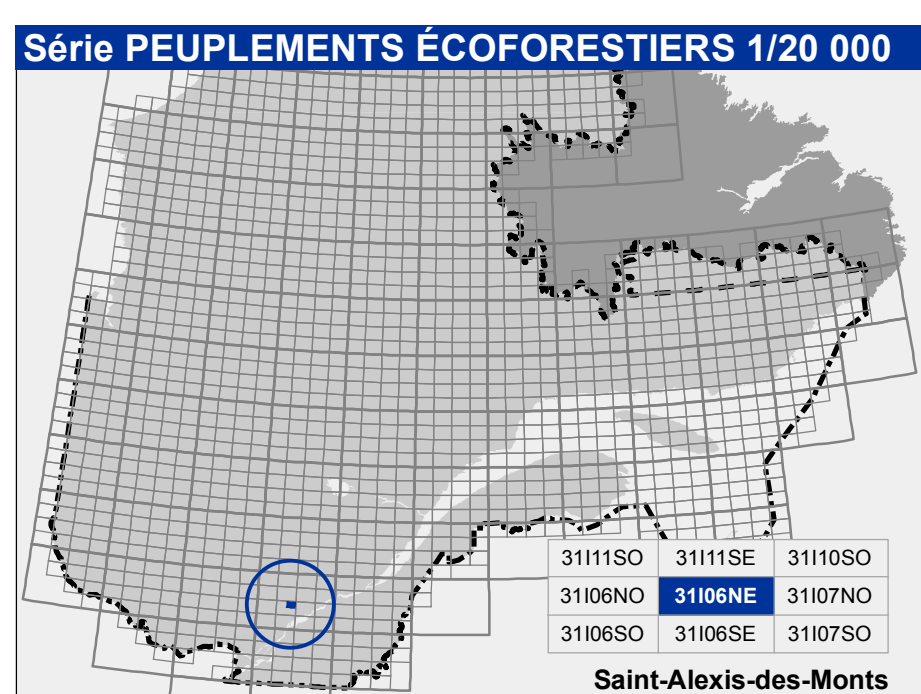 Série PEUPLEMENTS ÉCOFORESTIERS 1/20 000
31I11SO 31I11SE 31I10SO
31I06NO 31I06NE 31I07NO
31I06SO 31I06SE 31I07SO
Saint-Alexis-des-Monts